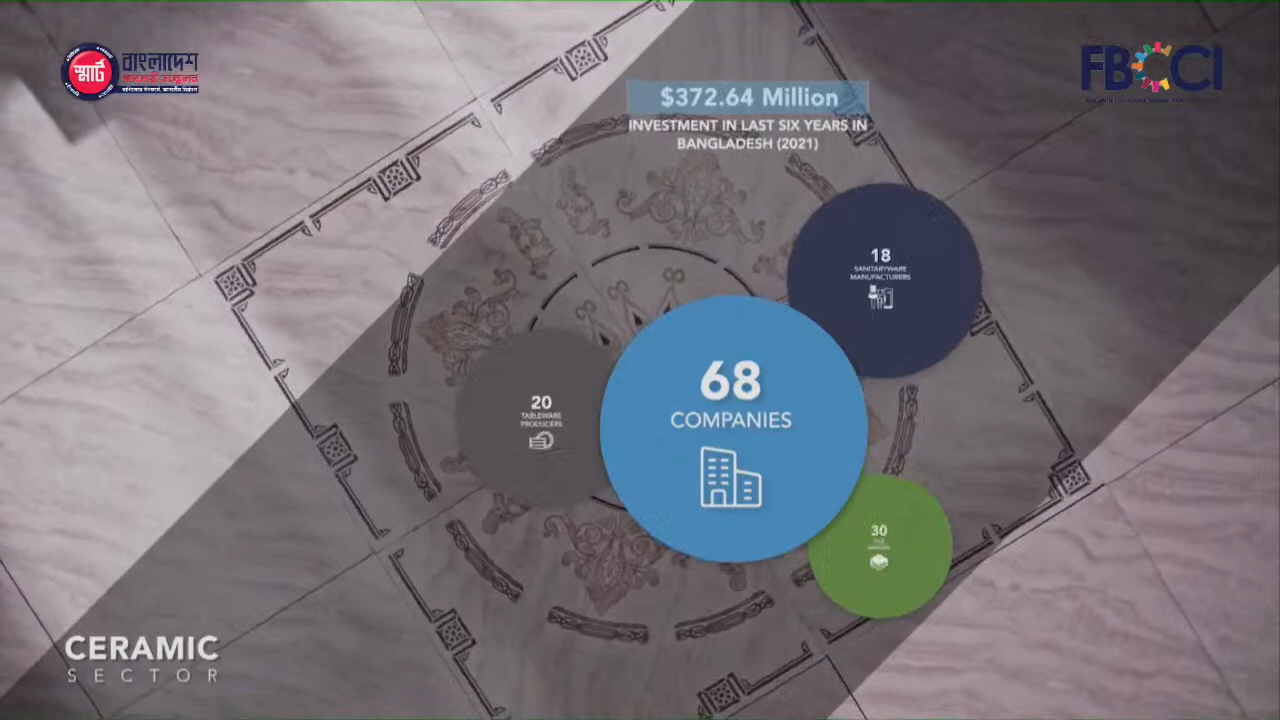 স্মার্ট
বাংলাদেশ
FBCCI
$372.64 Million
INVESTMENT IN LAST SIX YEARS IN
BANGLADESH (2021)
18
SANITARYWARE
MANUFACTURERS
68
COMPANIES
20
TABLEWARE
PRODUCERS
30
CERAMIC
SECTOR